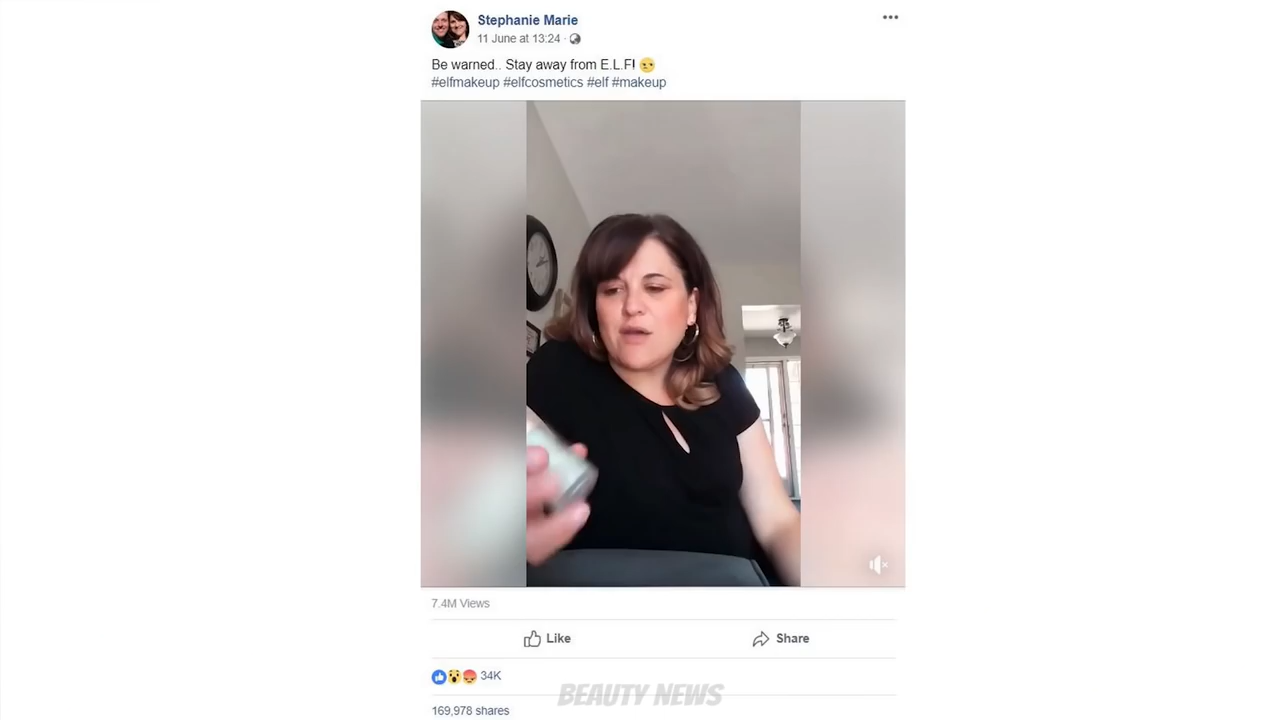 Stephanie Marie
11 June at 13:24 ·
Be warned.. Stay away from E.L.F!
#elfmakeup #elfcosmetics #elf #makeup
7.4M Views
Like
Share
34K
BEAUTY NEWS
169,978 shares